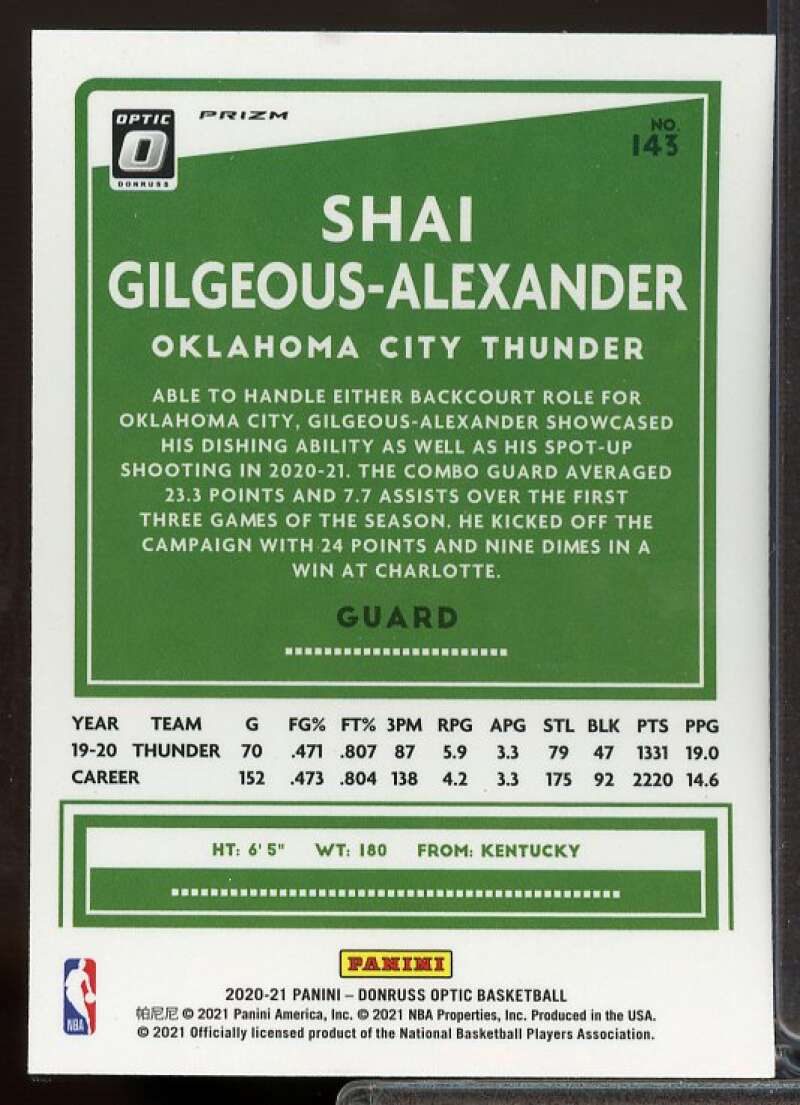 OPTIC
O
DONRUSS
PRIZM
NO.
143
SHAI
GILGEOUS-ALEXANDER
OKLAHOMA CITY THUNDER
ABLE TO HANDLE EITHER BACKCOURT ROLE FOR
OKLAHOMA CITY, GILGEOUS-ALEXANDER SHOWCASED
HIS DISHING ABILITY AS WELL AS HIS SPOT-UP
SHOOTING IN 2020-21. THE COMBO GUARD AVERAGED
23.3 POINTS AND 7.7 ASSISTS OVER THE FIRST
THREE GAMES OF THE SEASON. HE KICKED OFF THE
CAMPAIGN WITH 24 POINTS AND NINE DIMES IN A
WIN AT CHARLOTTE.
GUARD
YEAR TEAM G FG% FT% 3PM RPG APG STL BLK PTS PPG
19-20 THUNDER 70 .471 .807 87 5.9 3.3 79 47 1331 19.0
CAREER 152 .473 .804 138 4.2 3.3 175 92 2220 14.6
HT: 6' 5" WT: 180 FROM: KENTUCKY
PANINI
NBA
2020-21 PANINI – DONRUSS OPTIC BASKETBALL
帕尼尼 © 2021 Panini America, Inc. © 2021 NBA Properties, Inc. Produced in the USA.
© 2021 Officially licensed product of the National Basketball Players Association.